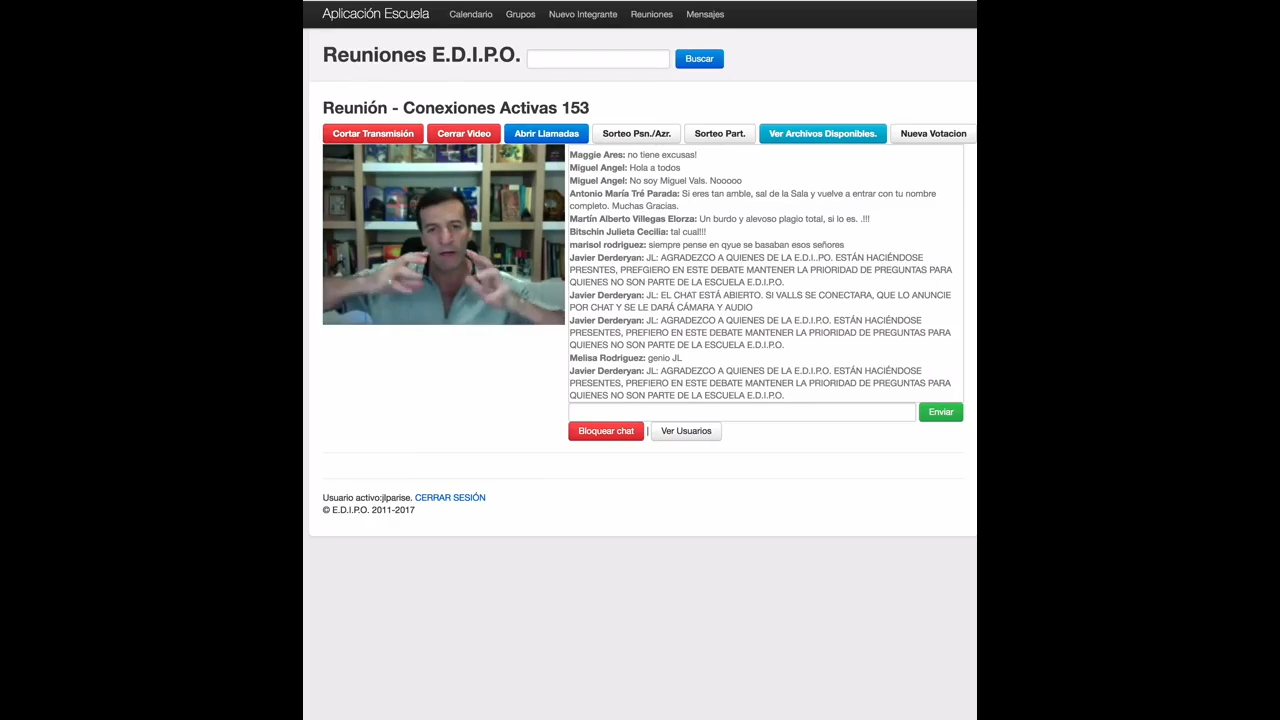 Aplicación Escuela Calendario Grupos Nuevo Integrante Reuniones Mensajes
Reuniones E.D.I.P.O. Buscar
Reunión - Conexiones Activas 153
Cortar Transmisión Cerrar Video Abrir Llamadas Sorteo Psn./Azr. Sorteo Part. Ver Archivos Disponibles. Nueva Votacion
Maggie Ares: no tiene excusas!
Miguel Angel: Hola a todos
Miguel Angel: No soy Miguel Vals. Nooooo
Antonio María Tré Parada: Si eres tan amble, sal de la Sala y vuelve a entrar con tu nombre
completo. Muchas Gracias.
Martín Alberto Villegas Elorza: Un burdo y alevoso plagio total, si lo es. .!!!
Bitschin Julieta Cecilia: tal cual!!!
marisol rodriguez: siempre pense en qyue se basaban esos señores
Javier Derderyan: JL: AGRADEZCO A QUIENES DE LA E.D.I..PO. ESTÁN HACIÉNDOSE
PRESNTES, PREFGIERO EN ESTE DEBATE MANTENER LA PRIORIDAD DE PREGUNTAS PARA
QUIENES NO SON PARTE DE LA ESCUELA E.D.I.P.O.
Javier Derderyan: JL: EL CHAT ESTÁ ABIERTO. SI VALLS SE CONECTARA, QUE LO ANUNCIE
POR CHAT Y SE LE DARÁ CÁMARA Y AUDIO
Javier Derderyan: JL: AGRADEZCO A QUIENES DE LA E.D.I.P.O. ESTÁN HACIÉNDOSE
PRESENTES, PREFIERO EN ESTE DEBATE MANTENER LA PRIORIDAD DE PREGUNTAS PARA
QUIENES NO SON PARTE DE LA ESCUELA E.D.I.P.O.
Melisa Rodriguez: genio JL
Javier Derderyan: JL: AGRADEZCO A QUIENES DE LA E.D.I.P.O. ESTÁN HACIÉNDOSE
PRESENTES, PREFIERO EN ESTE DEBATE MANTENER LA PRIORIDAD DE PREGUNTAS PARA
QUIENES NO SON PARTE DE LA ESCUELA E.D.I.P.O.
Enviar
Bloquear chat | Ver Usuarios
Usuario activo:jlparise. CERRAR SESIÓN
© E.D.I.P.O. 2011-2017